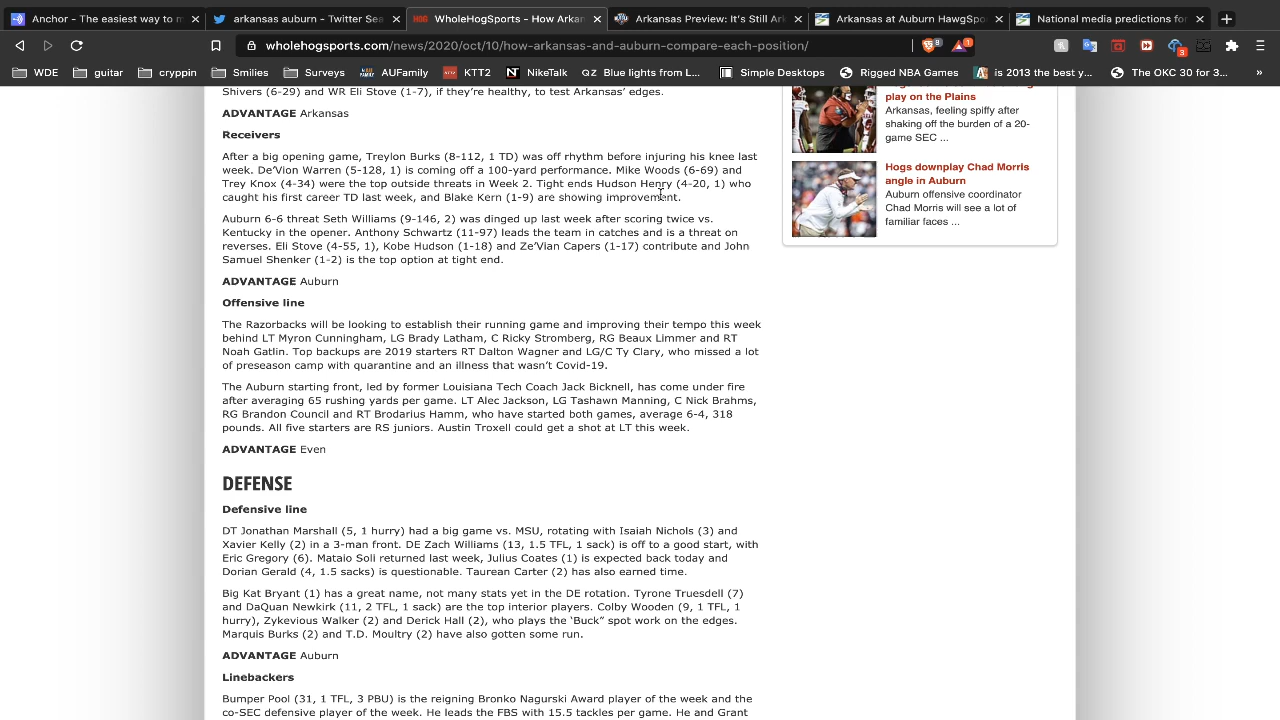 Anchor - The easiest way to m
arkansas auburn - Twitter Sea
WholeHogSports - How Arkan
Arkansas Preview: It's Still Ar
Arkansas at Auburn HawgSpor
National media predictions for
wholehogsports.com/news/2020/oct/10/how-arkansas-and-auburn-compare-each-position/
WDE guitar cryppin Smilies Surveys AUFamily KTT2 NikeTalk Blue lights from L... Simple Desktops Rigged NBA Games is 2013 the best y... The OKC 30 for 3... »
Shivers (6-29) and WR Eli Stove (1-7), if they're healthy, to test Arkansas' edges.
ADVANTAGE Arkansas
Receivers
After a big opening game, Treylon Burks (8-112, 1 TD) was off rhythm before injuring his knee last
week. De'Vion Warren (5-128, 1) is coming off a 100-yard performance. Mike Woods (6-69) and
Trey Knox (4-34) were the top outside threats in Week 2. Tight ends Hudson Henry (4-20, 1) who
caught his first career TD last week, and Blake Kern (1-9) are showing improvement.
Auburn 6-6 threat Seth Williams (9-146, 2) was dinged up last week after scoring twice vs.
Kentucky in the opener. Anthony Schwartz (11-97) leads the team in catches and is a threat on
reverses. Eli Stove (4-55, 1), Kobe Hudson (1-18) and Ze'Vian Capers (1-17) contribute and John
Samuel Shenker (1-2) is the top option at tight end.
ADVANTAGE Auburn
Offensive line
The Razorbacks will be looking to establish their running game and improving their tempo this week
behind LT Myron Cunningham, LG Brady Latham, C Ricky Stromberg, RG Beaux Limmer and RT
Noah Gatlin. Top backups are 2019 starters RT Dalton Wagner and LG/C Ty Clary, who missed a lot
of preseason camp with quarantine and an illness that wasn't Covid-19.
The Auburn starting front, led by former Louisiana Tech Coach Jack Bicknell, has come under fire
after averaging 65 rushing yards per game. LT Alec Jackson, LG Tashawn Manning, C Nick Brahms,
RG Brandon Council and RT Brodarius Hamm, who have started both games, average 6-4, 318
pounds. All five starters are RS juniors. Austin Troxell could get a shot at LT this week.
ADVANTAGE Even
DEFENSE
Defensive line
DT Jonathan Marshall (5, 1 hurry) had a big game vs. MSU, rotating with Isaiah Nichols (3) and
Xavier Kelly (2) in a 3-man front. DE Zach Williams (13, 1.5 TFL, 1 sack) is off to a good start, with
Eric Gregory (6). Mataio Soli returned last week, Julius Coates (1) is expected back today and
Dorian Gerald (4, 1.5 sacks) is questionable. Taurean Carter (2) has also earned time.
Big Kat Bryant (1) has a great name, not many stats yet in the DE rotation. Tyrone Truesdell (7)
and DaQuan Newkirk (11, 2 TFL, 1 sack) are the top interior players. Colby Wooden (9, 1 TFL, 1
hurry), Zykevious Walker (2) and Derick Hall (2), who plays the 'Buck" spot work on the edges.
Marquis Burks (2) and T.D. Moultry (2) have also gotten some run.
ADVANTAGE Auburn
Linebackers
Bumper Pool (31, 1 TFL, 3 PBU) is the reigning Bronko Nagurski Award player of the week and the
co-SEC defensive player of the week. He leads the FBS with 15.5 tackles per game. He and Grant
play on the Plains
Arkansas, feeling spiffy after
shaking off the burden of a 20-
game SEC ...
Hogs downplay Chad Morris
angle in Auburn
Auburn offensive coordinator
Chad Morris will see a lot of
familiar faces ...